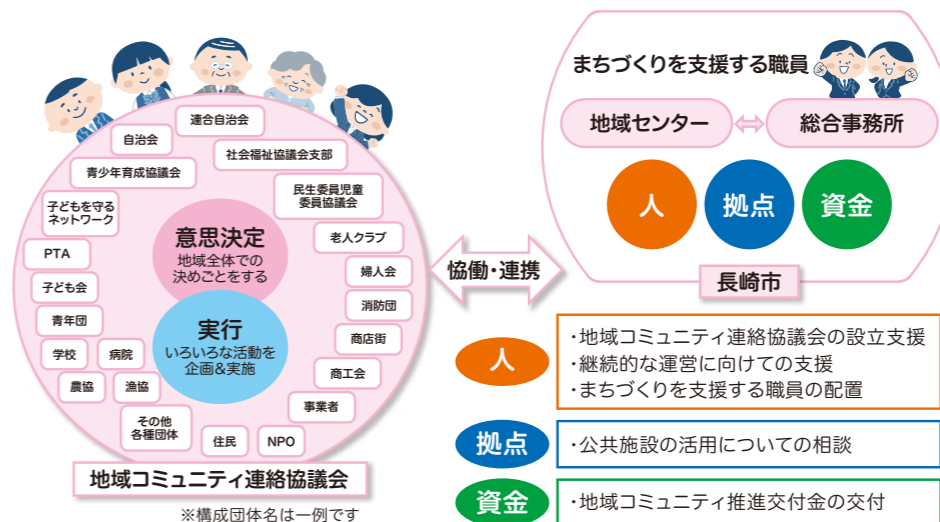 連合自治会
自治会
社会福祉協議会支部
青少年育成協議会
民生委員児童
委員協議会
子どもを守る
ネットワーク
老人クラブ
PTA
婦人会
子ども会
消防団
青年団
商店街
学校
病院
商工会
農協
漁協
事業者
その他
各種団体
住民
NPO
意思決定
地域全体での
決めごとをする
実行
いろいろな活動を
企画&実施
地域コミュニティ連絡協議会
※構成団体名は一例です
協働・連携
まちづくりを支援する職員
地域センター
総合事務所
人
拠点
資金
長崎市
人
・地域コミュニティ連絡協議会の設立支援
・継続的な運営に向けての支援
・まちづくりを支援する職員の配置
拠点
・公共施設の活用についての相談
資金
・地域コミュニティ推進交付金の交付